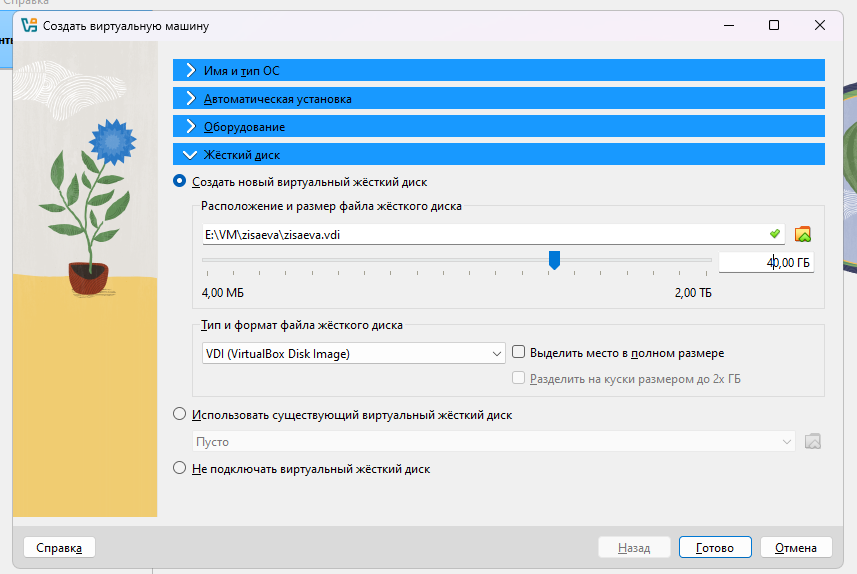 Справка
Создать виртуальную машину
Имя и тип ОС
Автоматическая установка
Оборудование
Жёсткий диск
Создать новый виртуальный жёсткий диск
Расположение и размер файла жёсткого диска
E:\VM\zisaeva\zisaeva.vdi
40,00 ГБ
4,00 МБ 2,00 ТБ
Тип и формат файла жёсткого диска
VDI (VirtualBox Disk Image) Выделить место в полном размере
Разделить на куски размером до 2х ГБ
Использовать существующий виртуальный жёсткий диск
Пусто
Не подключать виртуальный жёсткий диск
Справка Назад Готово Отмена